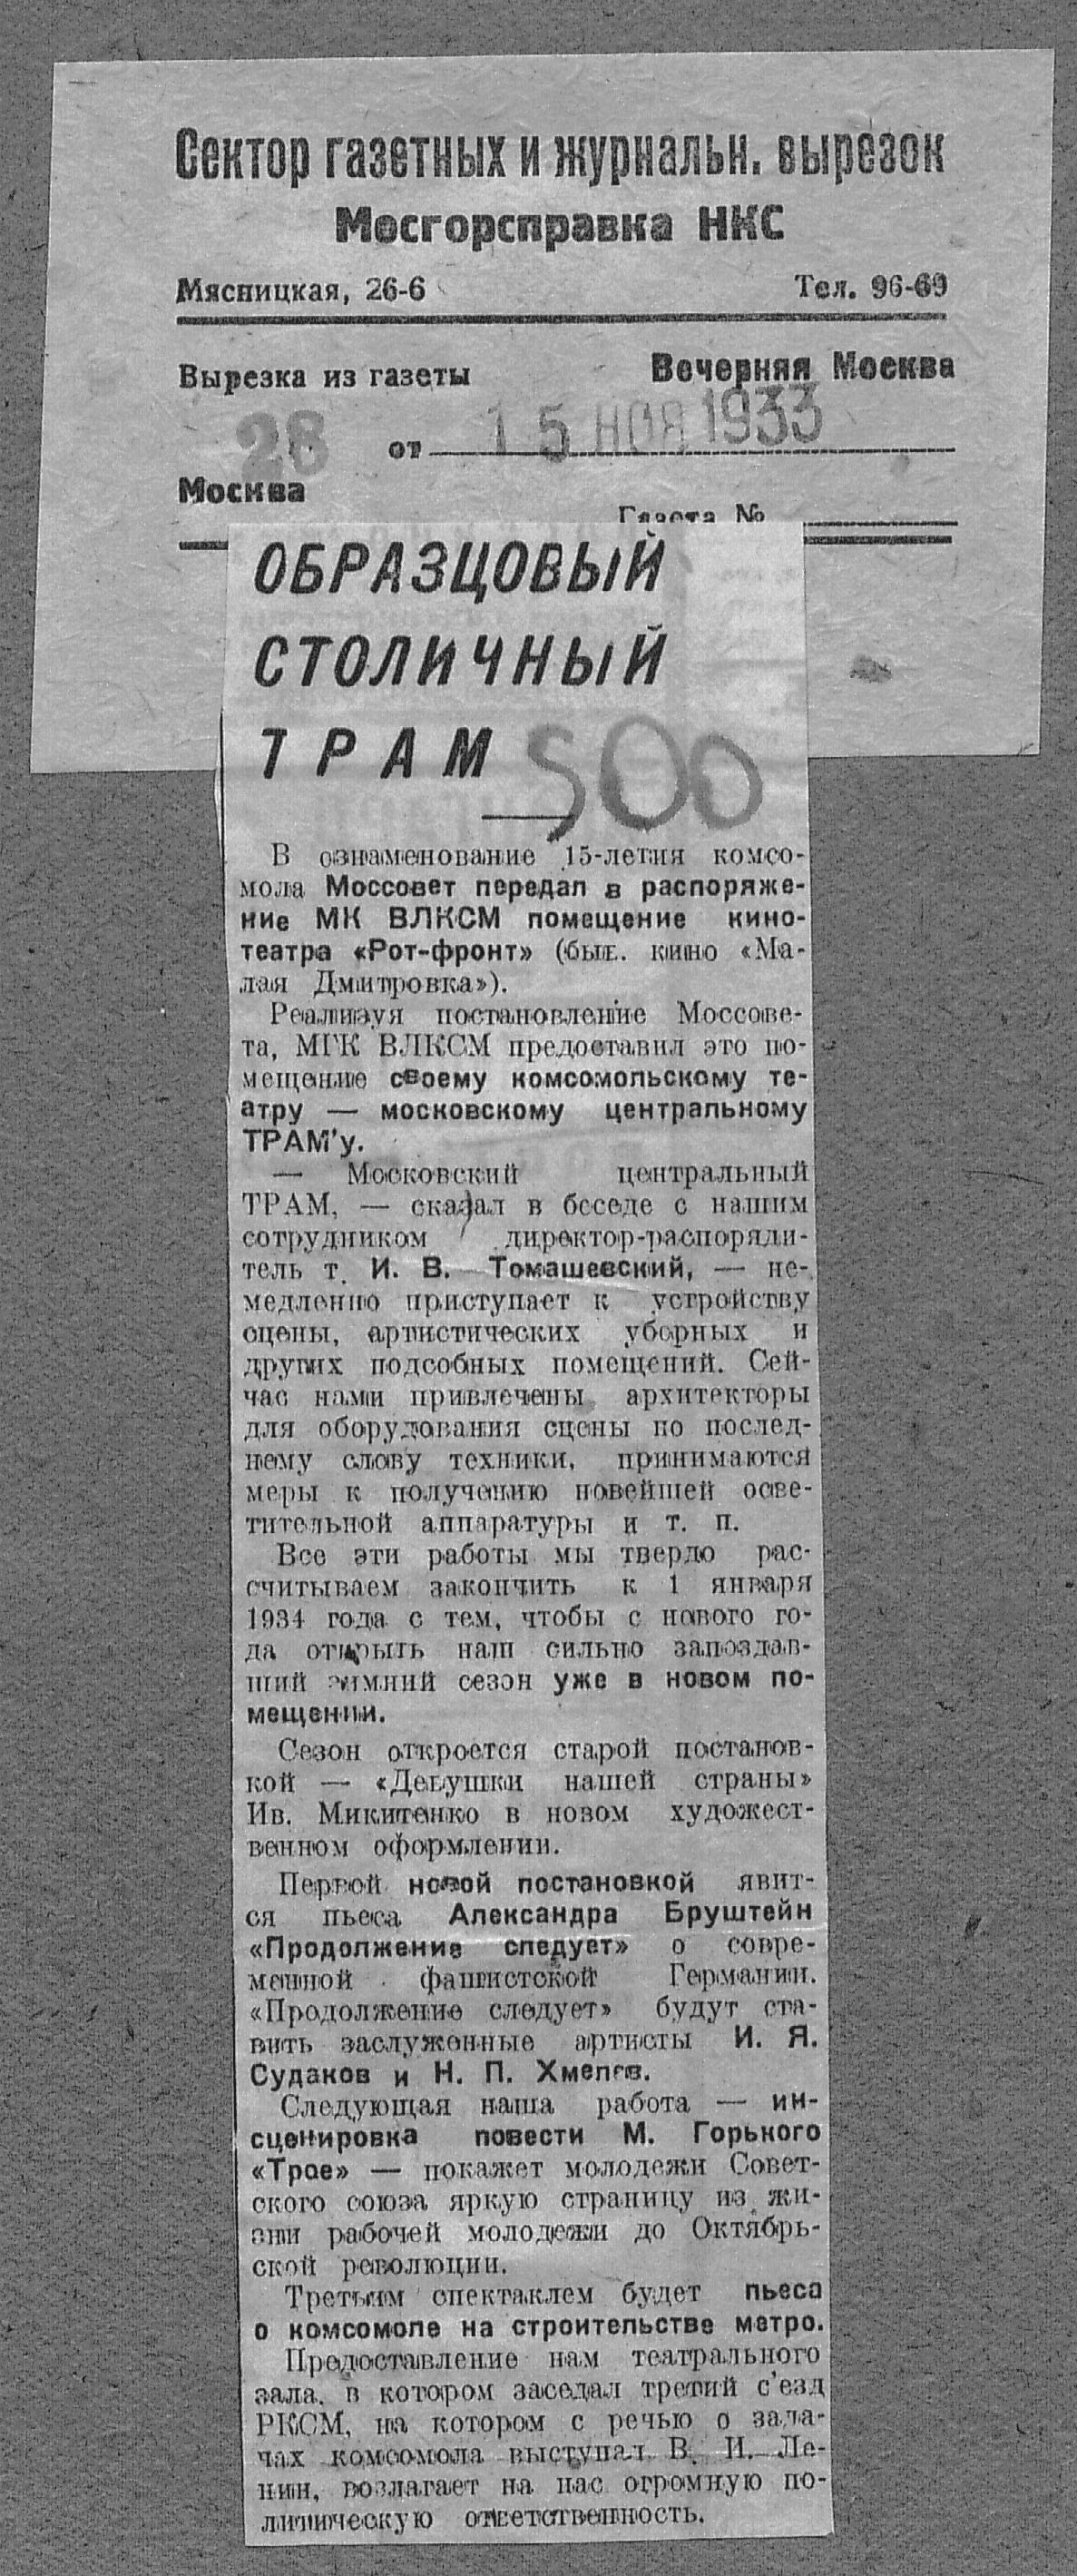 Сектор газетных и журнальн. вырезок
Мосгорсправка НКС
Мясницкая, 26-6 Тел. 96-69
Вырезка из газеты Вечерняя Москва
28 от 15 НОЯ 1933
Москва
Газета №
ОБРАЗЦОВЫЙ
СТОЛИЧНЫЙ
ТРАМ 500
В ознаменование 15-летия комсо-
мола Моссовет передал в распоряже-
ние МК ВЛКСМ помещение кино-
театра «Рот-фронт» (быв. кино «Ма-
лая Дмитровка»).
Реализуя постановление Моссове-
та, МГК ВЛКСМ предоставил это по-
мещение своему комсомольскому те-
атру — московскому центральному
ТРАМ'у.
— Московский центральный
ТРАМ, — сказал в беседе с нашим
сотрудником директор-распоряди-
тель т. И. В. Томашевский, — не-
медленно приступает к устройству
сцены, артистических уборных и
других подсобных помещений. Сей-
час нами привлечены архитекторы
для оборудования сцены по послед-
нему слову техники, принимаются
меры к получению новейшей осве-
тительной аппаратуры и т. п.
Все эти работы мы твердо рас-
считываем закончить к 1 января
1934 года с тем, чтобы с нового го-
да открыть наш сильно запоздав-
ший зимний сезон уже в новом по-
мещении.
Сезон откроется старой постанов-
кой — «Девушки нашей страны»
Ив. Микитенко в новом художест-
венном оформлении.
Первой новой постановкой явит-
ся пьеса Александра Бруштейн
«Продолжение следует» о совре-
менной фашистской Германии.
«Продолжение следует» будут ста-
вить заслуженные артисты И. Я.
Судаков и Н. П. Хмелев.
Следующая наша работа — ин-
сценировка повести М. Горького
«Трое» — покажет молодежи Совет-
ского союза яркую страницу из жи-
зни рабочей молодежи до Октябрь-
ской революции.
Третьим спектаклем будет пьеса
о комсомоле на строительстве метро.
Предоставление нам театрального
зала, в котором заседал третий с'езд
РКСМ, на котором с речью о зада-
чах комсомола выступал В. И. Ле-
нин, возлагает на нас огромную по-
литическую ответственность.